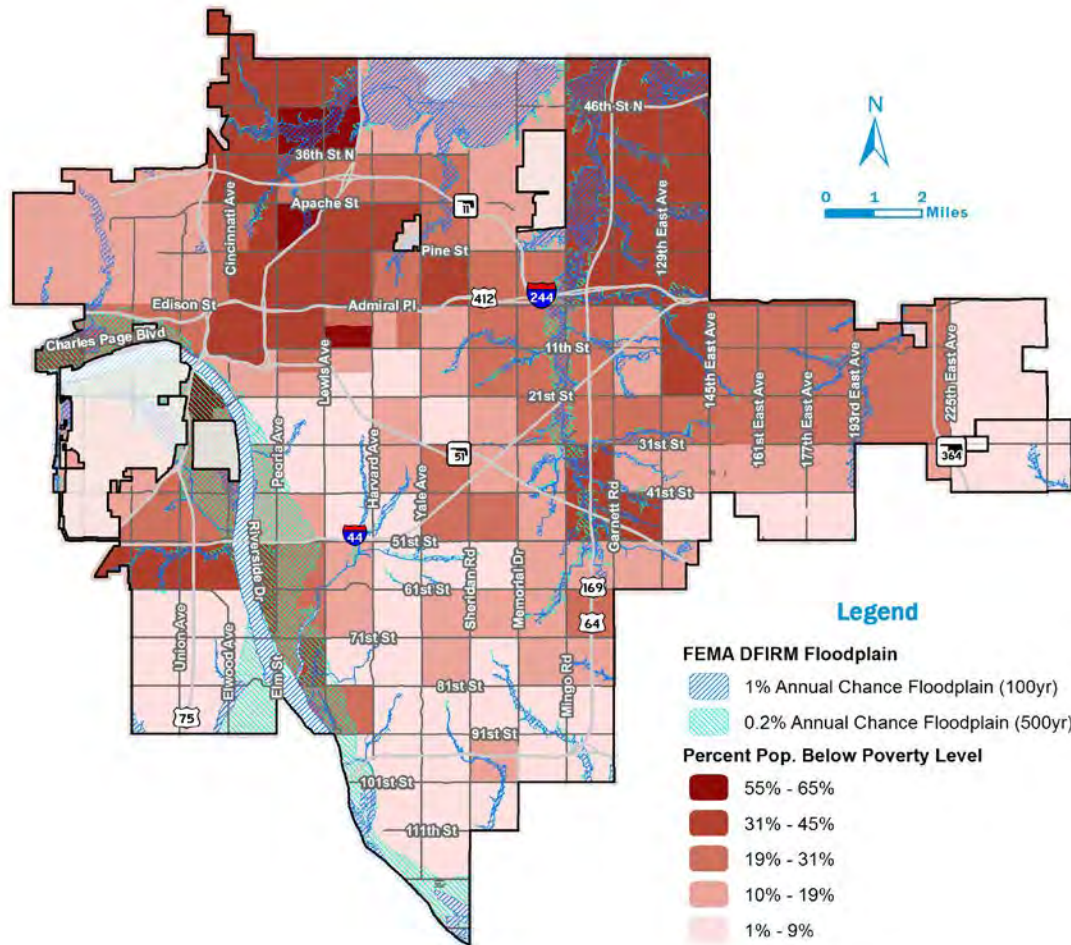 46th St N
N
36th St N
0 1 2
Miles
Cincinnati Ave
Apache St
11
129th East Ave
Pine St
Edison St
Admiral Pl
412
244
Charles Page Blvd
11th St
Lewis Ave
145th East Ave
161st East Ave
177th East Ave
193rd East Ave
225th East Ave
21st St
Peoria Ave
Harvard Ave
51
31st St
364
Yale Ave
41st St
Garnett Rd
44
51st St
Riverside Dr
Sheridan Rd
Memorial Dr
61st St
169
64
Union Ave
Elwood Ave
Elm St
71st St
81st St
Mingo Rd
75
91st St
101st St
111th St
Legend
FEMA DFIRM Floodplain
1% Annual Chance Floodplain (100yr)
0.2% Annual Chance Floodplain (500yr)
Percent Pop. Below Poverty Level
55% - 65%
31% - 45%
19% - 31%
10% - 19%
1% - 9%